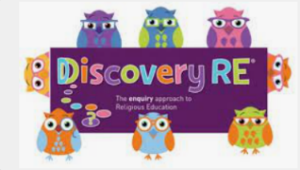 Discovery RE®
The enquiry approach to
Religious Education
?